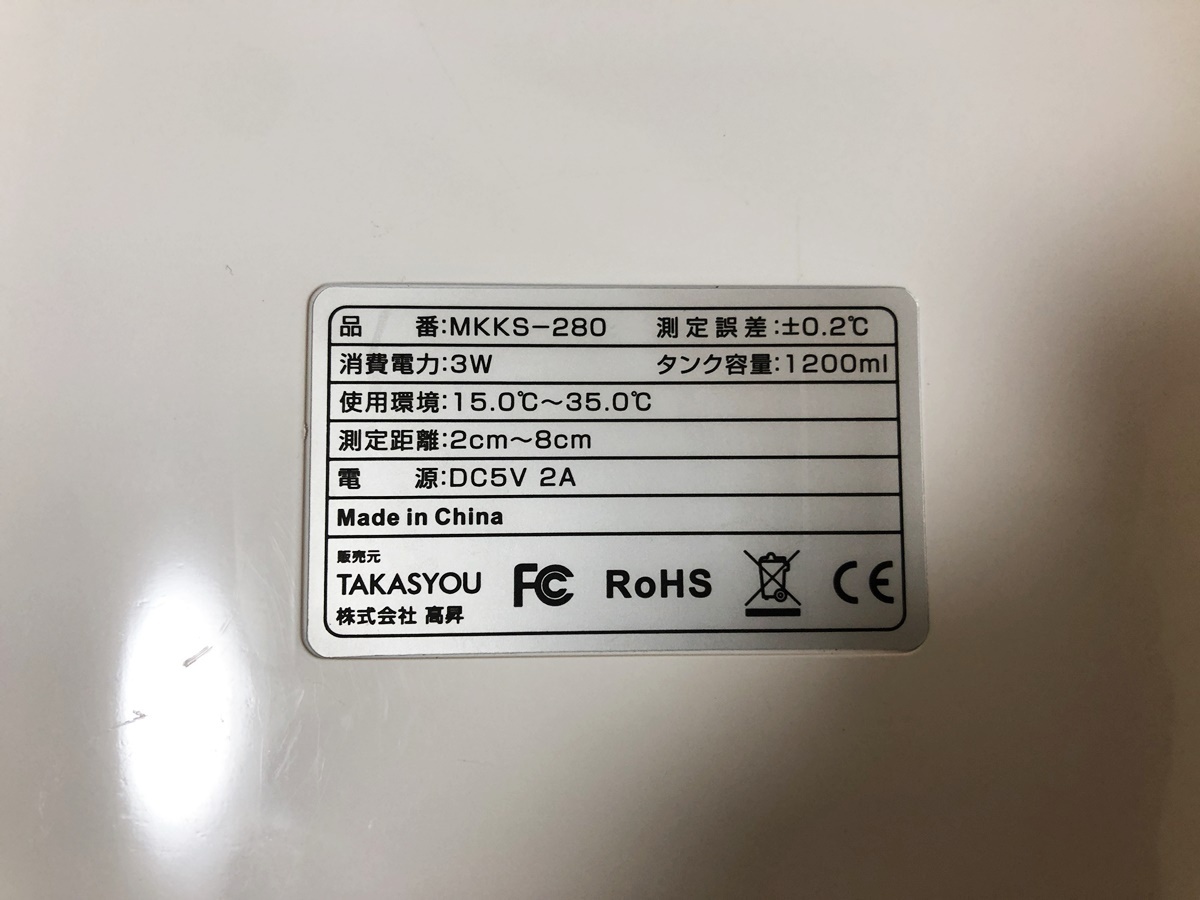 品　　番:MKKS-280　測定誤差:±0.2℃
消費電力:3W　タンク容量:1200ml
使用環境:15.0℃～35.0℃
測定距離:2cm～8cm
電　　源:DC5V 2A
Made in China
販売元
TAKASYOU FC RoHS CE
株式会社 高昇